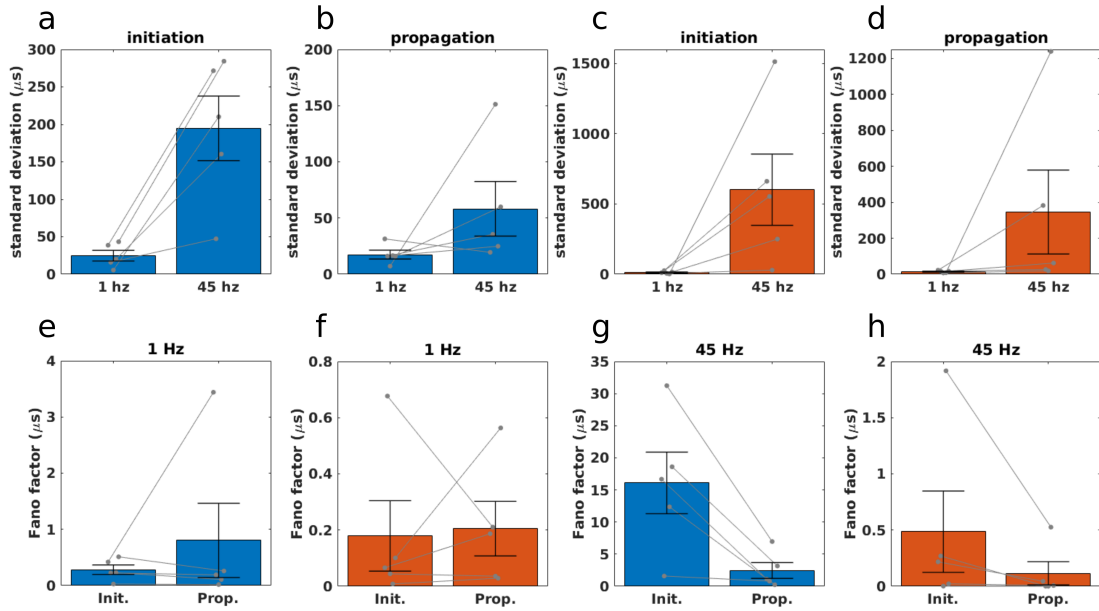 a
initiation
standard deviation (μs)
300
250
200
150
100
50
0
1 hz
45 hz
b
propagation
standard deviation (μs)
200
150
100
50
0
1 hz
45 hz
c
initiation
standard deviation (μs)
1500
1000
500
0
1 hz
45 hz
d
propagation
standard deviation (μs)
1200
1000
800
600
400
200
0
1 hz
45 hz
e
1 Hz
Fano factor (μs)
4
3
2
1
0
Init.
Prop.
f
1 Hz
Fano factor (μs)
0.8
0.6
0.4
0.2
0
Init.
Prop.
g
45 Hz
Fano factor (μs)
35
30
25
20
15
10
5
0
Init.
Prop.
h
45 Hz
Fano factor (μs)
2
1.5
1
0.5
0
Init.
Prop.